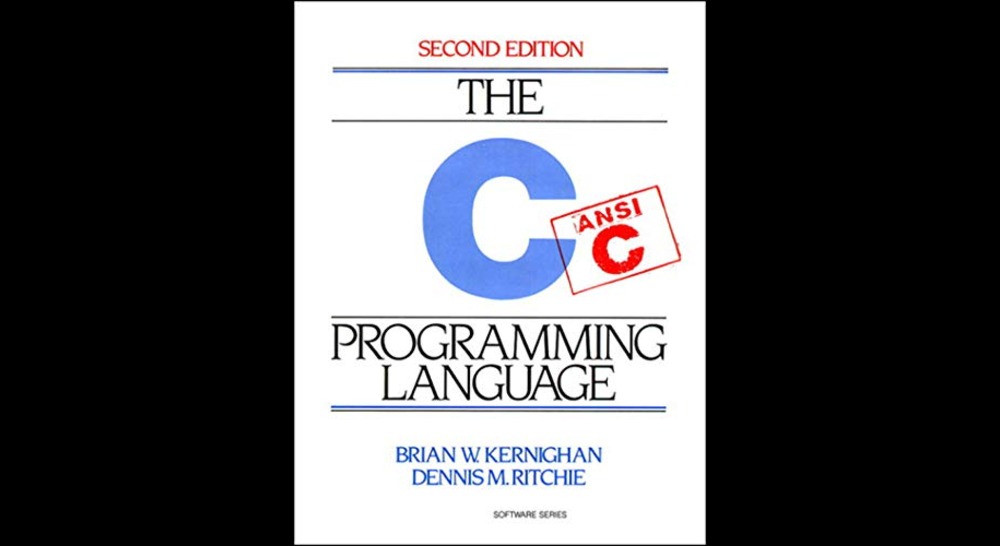 SECOND EDITION
THE
C
ANSI
C
PROGRAMMING
LANGUAGE
BRIAN W. KERNIGHAN
DENNIS M. RITCHIE
SOFTWARE SERIES